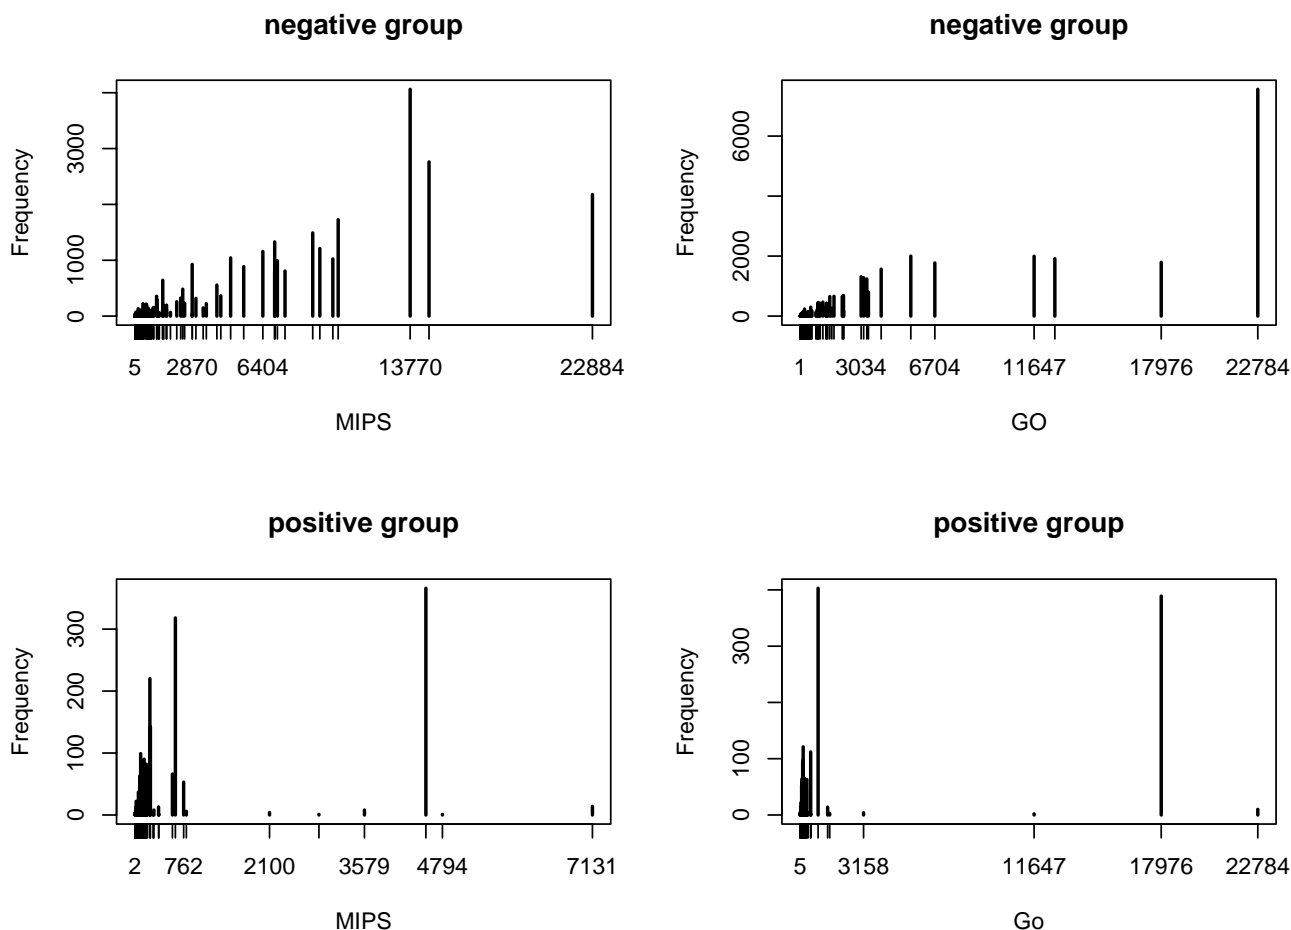 negative group
Frequency
0
1000
3000
5 2870 6404 13770 22884
MIPS
negative group
Frequency
0
2000
6000
1 3034 6704 11647 17976 22784
GO
positive group
Frequency
0
100
200
300
2 762 2100 3579 4794 7131
MIPS
positive group
Frequency
0
100
300
5 3158 11647 17976 22784
Go